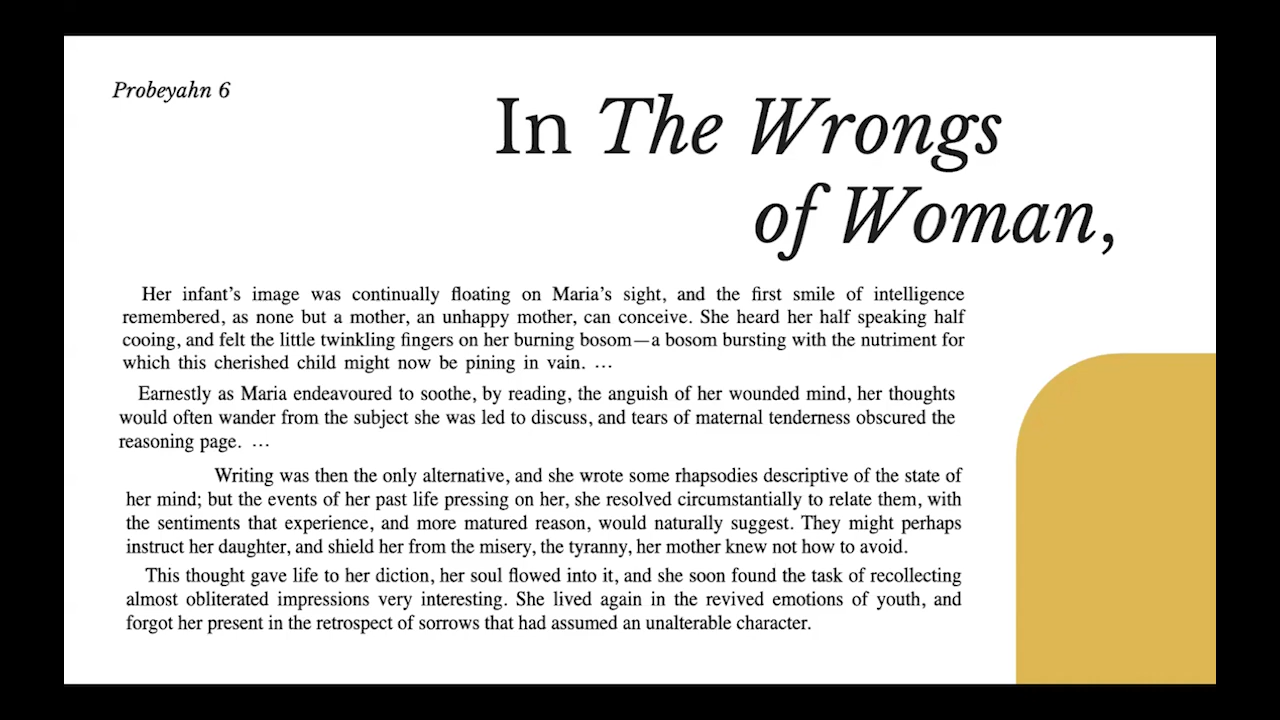 Probeyahn 6
In The Wrongs
of Woman,
Her infant’s image was continually floating on Maria’s sight, and the first smile of intelligence
remembered, as none but a mother, an unhappy mother, can conceive. She heard her half speaking half
cooing, and felt the little twinkling fingers on her burning bosom—a bosom bursting with the nutriment for
which this cherished child might now be pining in vain. …
Earnestly as Maria endeavoured to soothe, by reading, the anguish of her wounded mind, her thoughts
would often wander from the subject she was led to discuss, and tears of maternal tenderness obscured the
reasoning page. …
Writing was then the only alternative, and she wrote some rhapsodies descriptive of the state of
her mind; but the events of her past life pressing on her, she resolved circumstantially to relate them, with
the sentiments that experience, and more matured reason, would naturally suggest. They might perhaps
instruct her daughter, and shield her from the misery, the tyranny, her mother knew not how to avoid.
This thought gave life to her diction, her soul flowed into it, and she soon found the task of recollecting
almost obliterated impressions very interesting. She lived again in the revived emotions of youth, and
forgot her present in the retrospect of sorrows that had assumed an unalterable character.